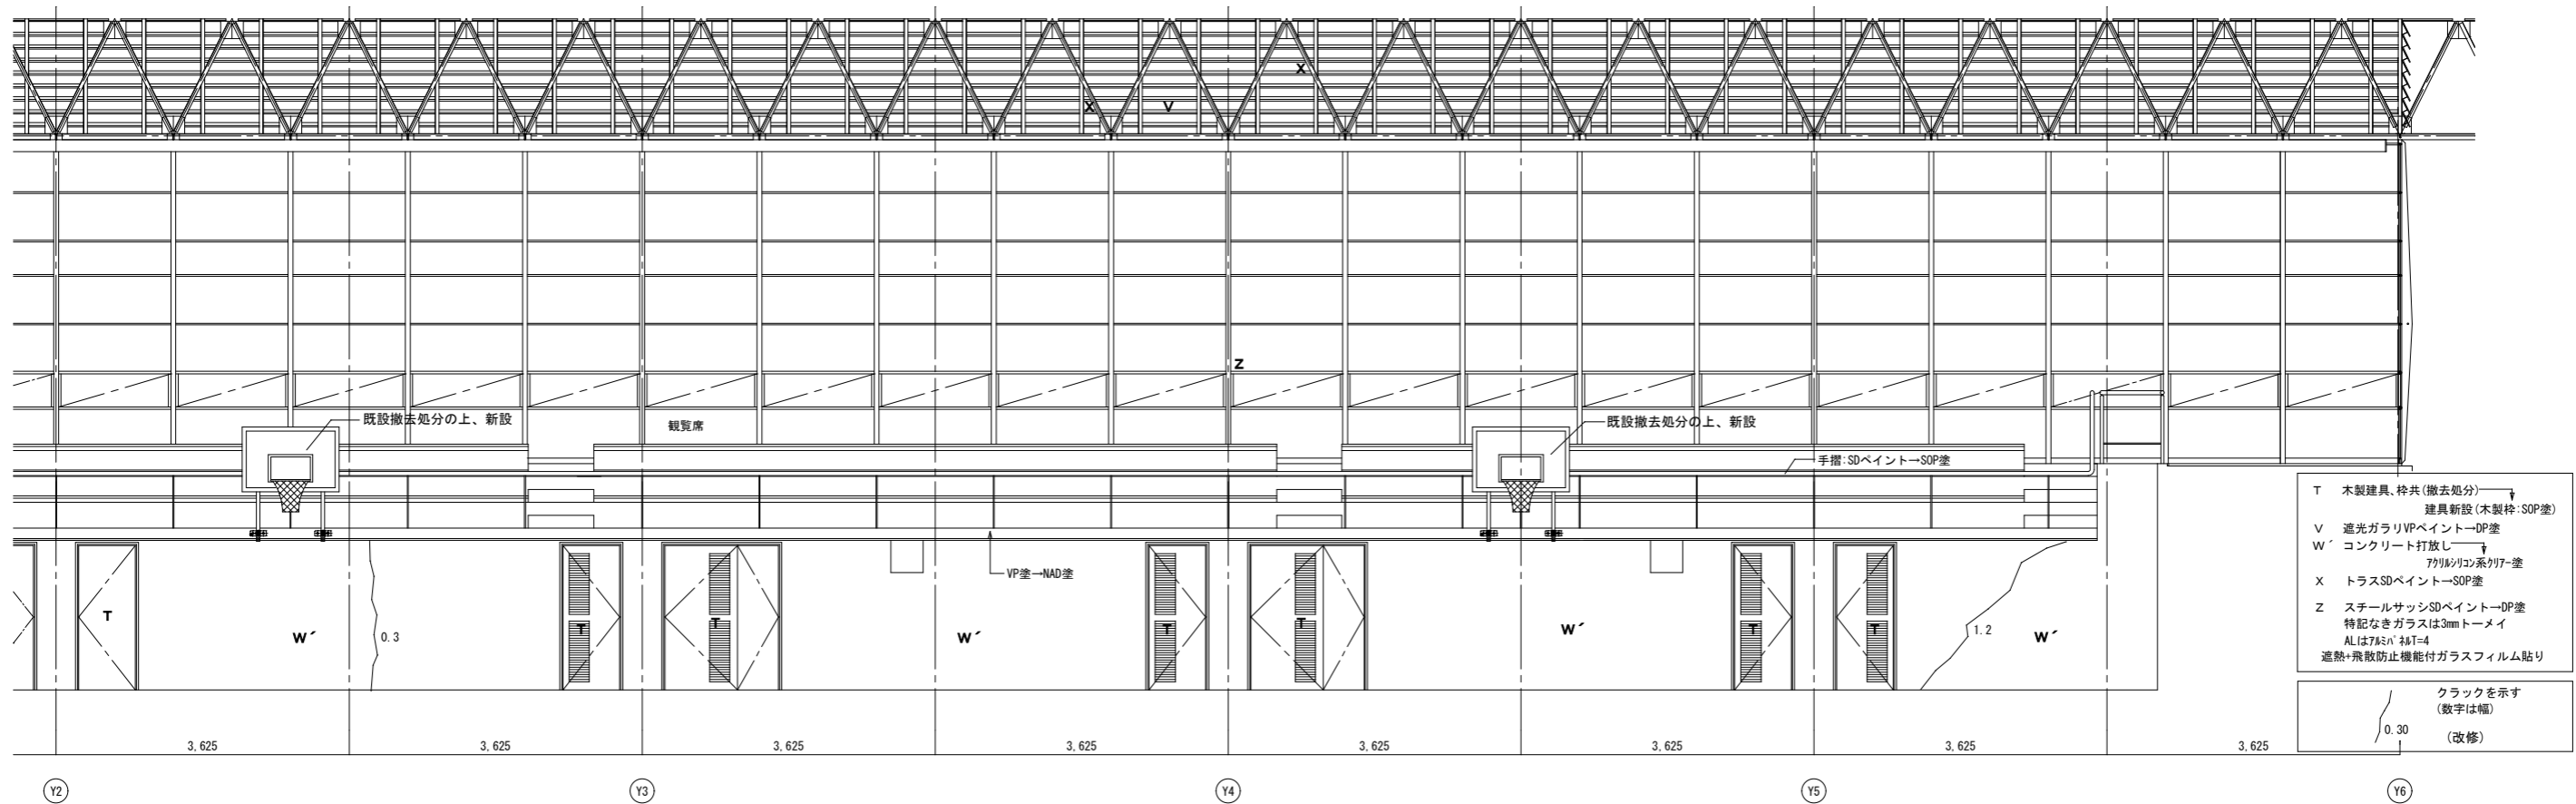 X
X
V
Z
既設撤去処分の上、新設
観覧席
既設撤去処分の上、新設
手摺:SDペイント→SOP塗
T 木製建具、枠共(撤去処分)
建具新設(木製枠:SOP塗)
V 遮光ガラリVPペイント→DP塗
W´ コンクリート打放し
アクリルシリコン系クリアー塗
X トラスSDペイント→SOP塗
Z スチールサッシSDペイント→DP塗
特記なきガラスは3mmトーメイ
ALはアルミパネルT=4
遮熱+飛散防止機能付ガラスフィルム貼り
VP塗→NAD塗
T
W´
0.3
T
T
W´
T
T
W´
T
T
1.2
W´
クラックを示す
(数字は幅)
0.30
(改修)
3,625
3,625
3,625
3,625
3,625
3,625
3,625
3,625
Y2
Y3
Y4
Y5
Y6